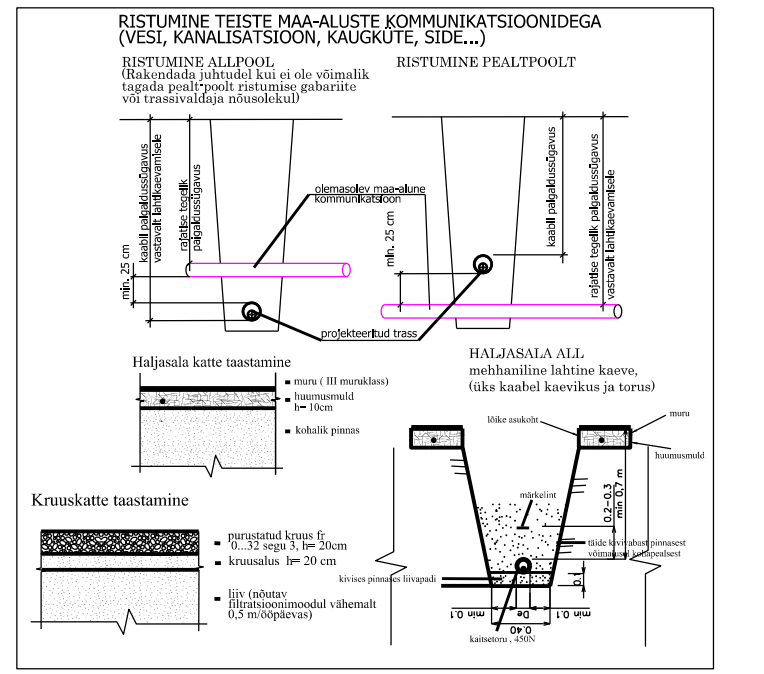 RISTUMINE TEISTE MAA-ALUSTE KOMMUNIKATSIOONIDEGA
(VESI, KANALISATSIOON, KAUGKÜTE, SIDE...)
RISTUMINE ALLPOOL
(Rakendada juhtudel kui ei ole võimalik
tagada pealt-poolt ristumise gabariite
või trassivaldaja nõusolekul)
RISTUMINE PEALTPOOLT
kaabli paigaldussügavus
vastavalt lahtikaevamisele
rajatise tegelik
paigaldussügavus
min. 25 cm
olemasolev maa-alune
kommunikatsioon
min. 25 cm
kaabli paigaldussügavus
rajatise tegelik paigaldussügavus
vastavalt lahtikaevamisele
projekteeritud trass
Haljasala katte taastamine
muru ( III muruklass)
huumusmuld
h- 10cm
kohalik pinnas
HALJASALA ALL
mehhaniline lahtine kaeve,
(üks kaabel kaevikus ja torus)
lõike asukoht
muru
huumusmuld
märkelint
0.2-0.3
min 0,7 m
täide kivivabast pinnasest
võimalusel kohapealsest
kivises pinnases liivapadi
0.1
min 0.1
De
min 0.1
0.40
kaitsetoru , 450N
Kruuskatte taastamine
purustatud kruus fr
0...32 segu 3, h= 20cm
kruusalus h= 20 cm
liiv (nõutav
filtratsioonimoodul vähemalt
0,5 m/ööpäevas)